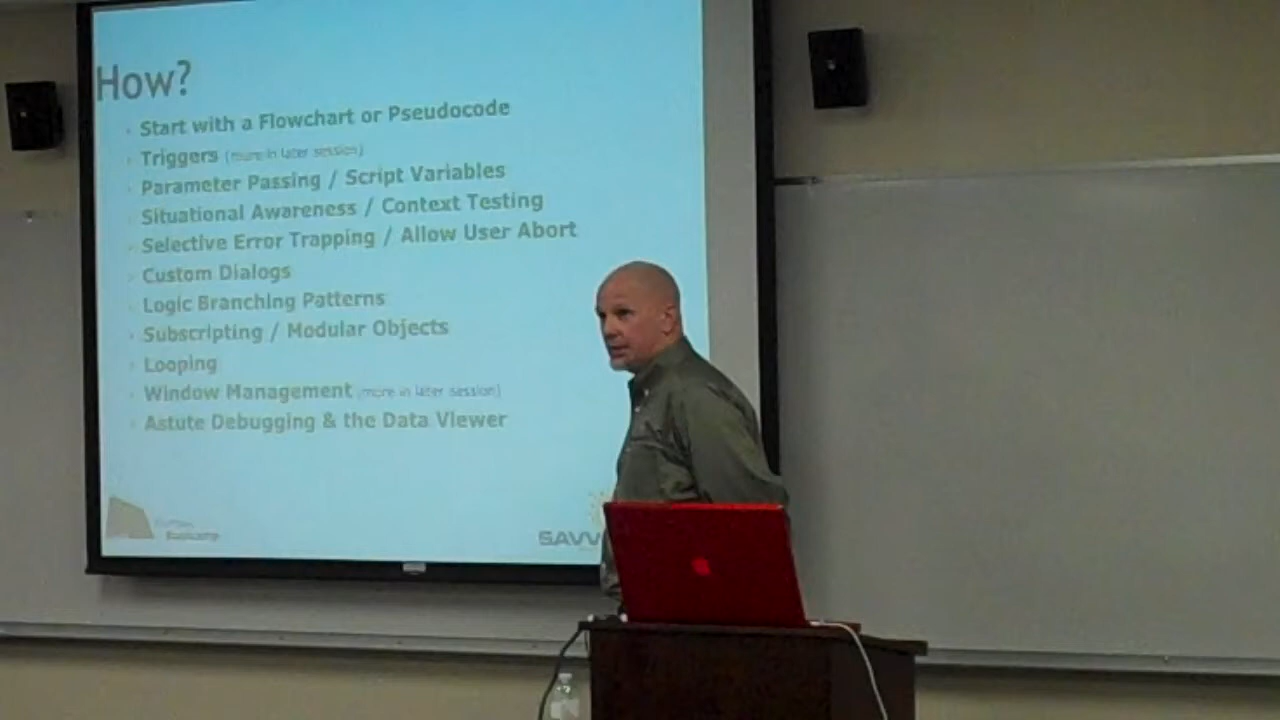 How?
Start with a Flowchart or Pseudocode
Triggers (more in later session)
Parameter Passing / Script Variables
Situational Awareness / Context Testing
Selective Error Trapping / Allow User Abort
Custom Dialogs
Logic Branching Patterns
Subscripting / Modular Objects
Looping
Window Management (more in later session)
Astute Debugging & the Data Viewer
Bootcamp
SAVV